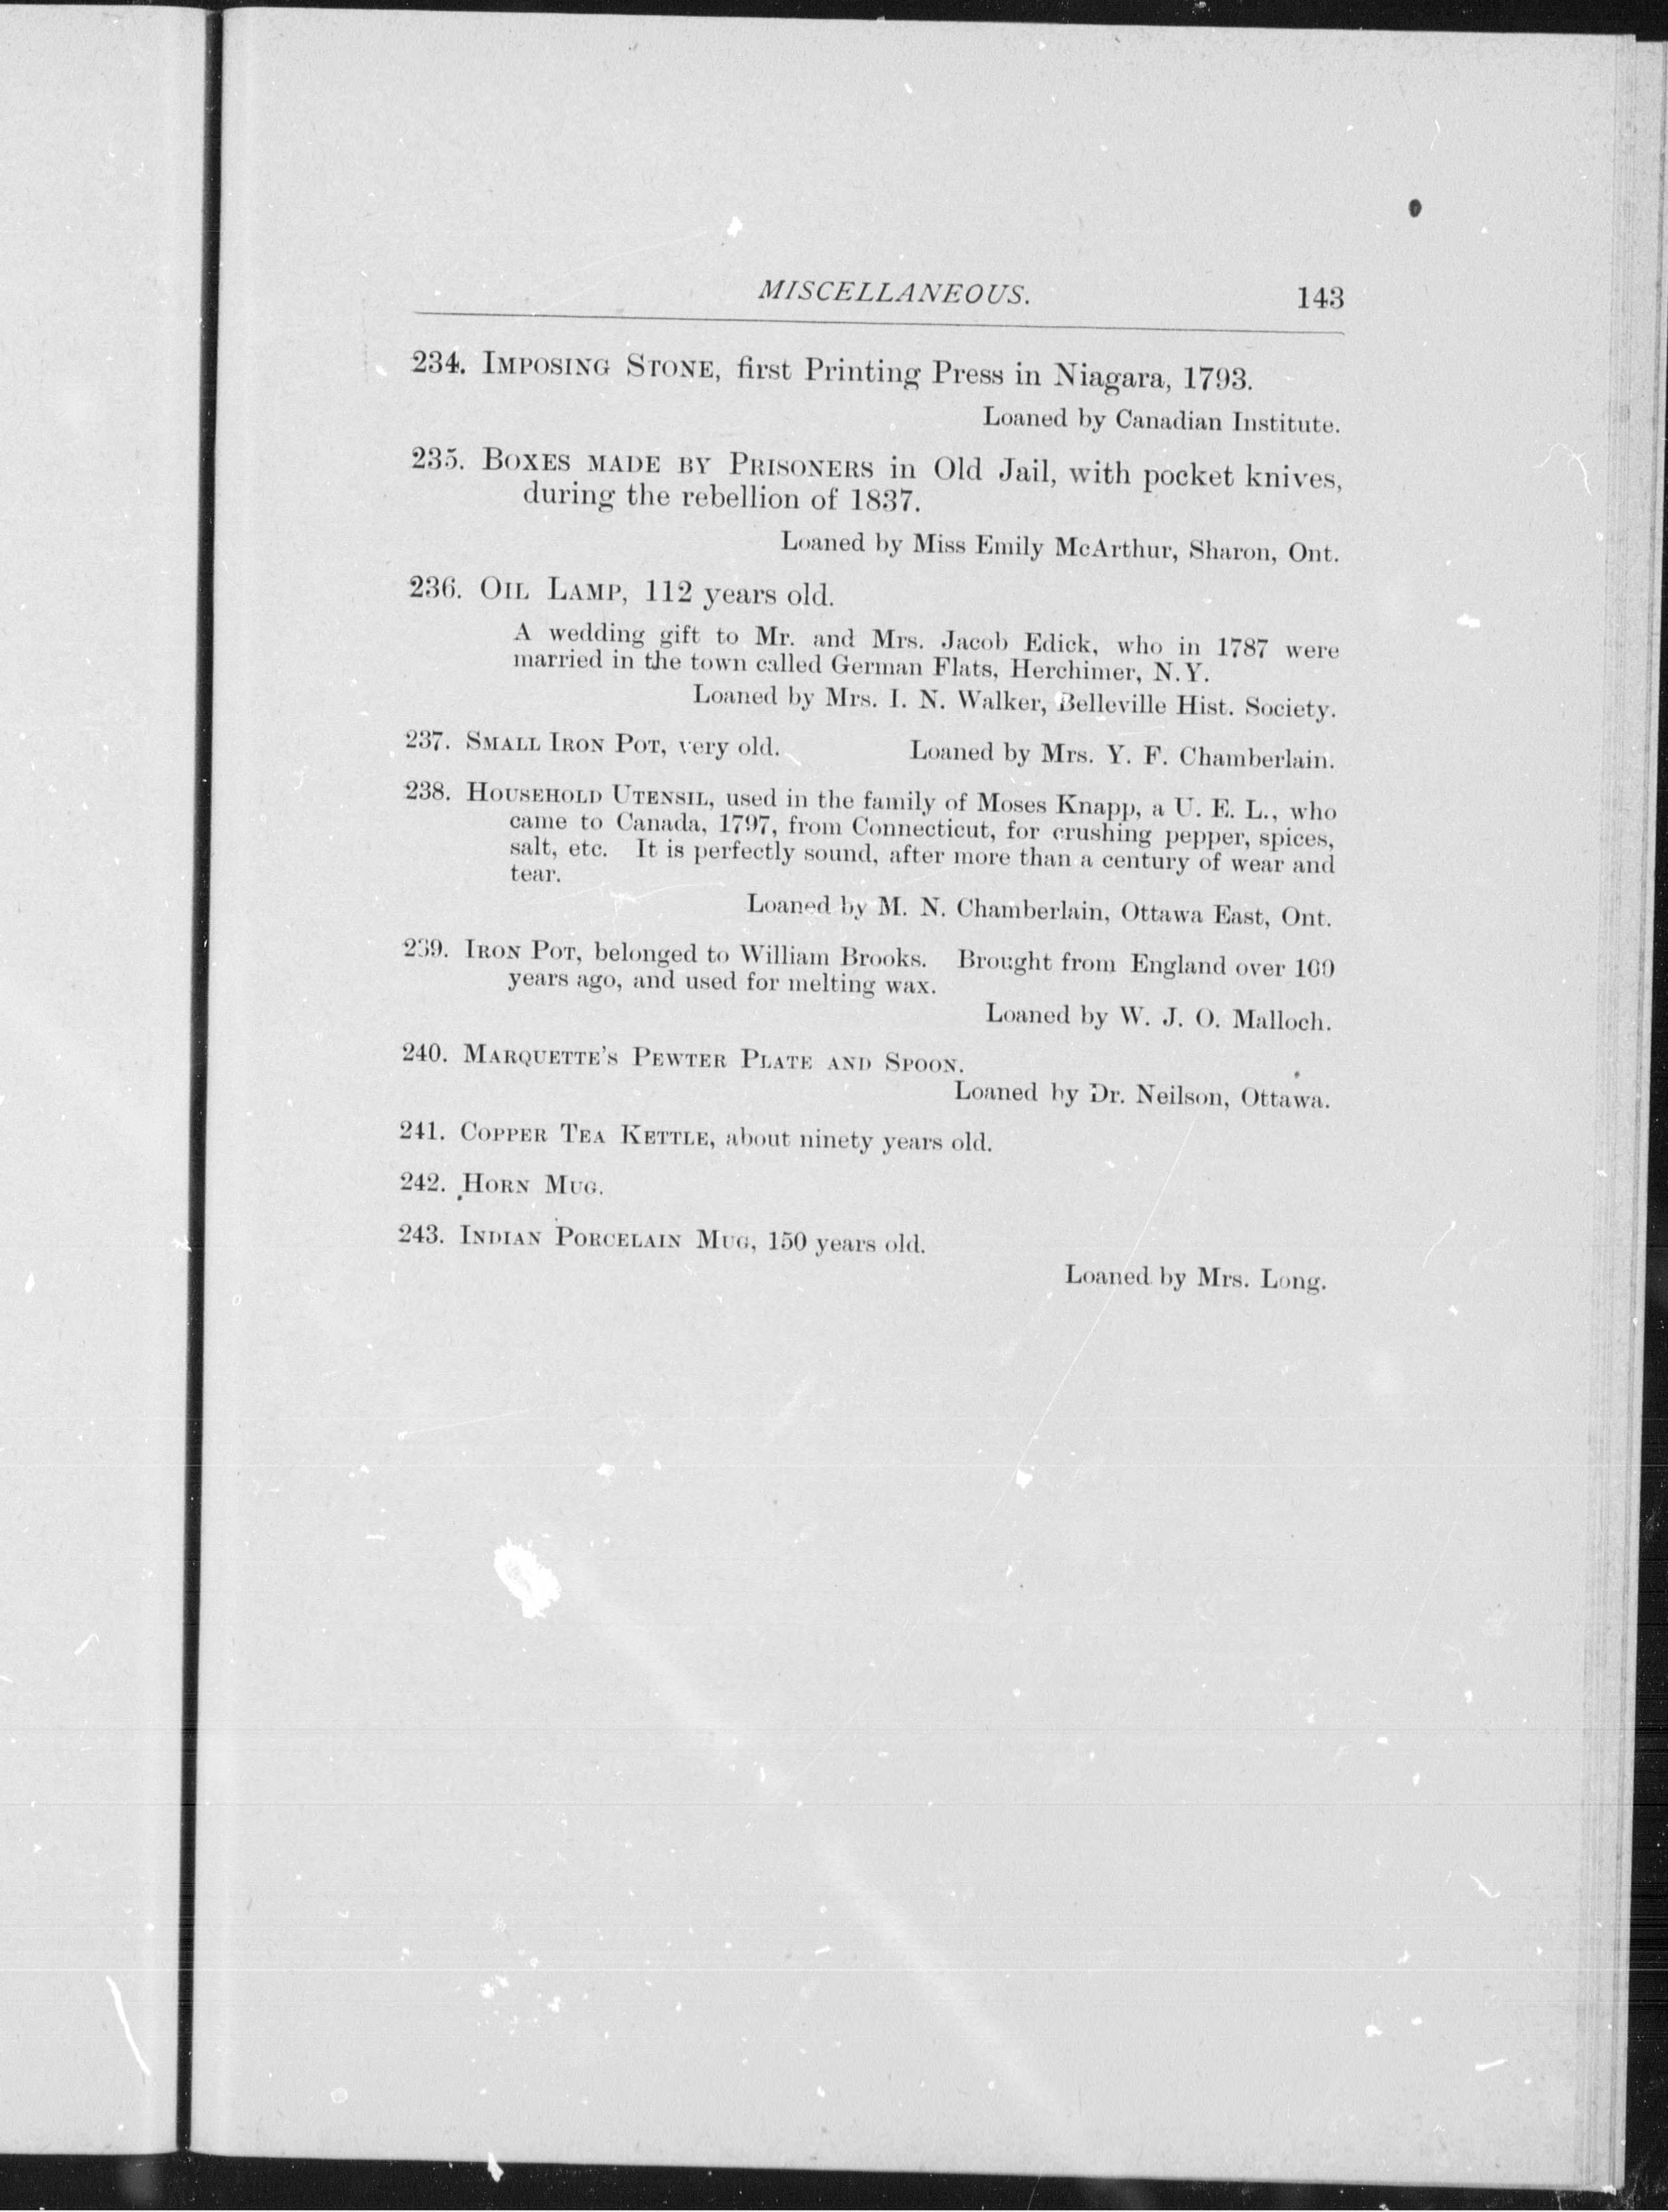 MISCELLANEOUS. 143
234. IMPOSING STONE, first Printing Press in Niagara, 1793.
Loaned by Canadian Institute.
235. BOXES MADE BY PRISONERS in Old Jail, with pocket knives,
during the rebellion of 1837.
Loaned by Miss Emily McArthur, Sharon, Ont.
236. OIL LAMP, 112 years old.
A wedding gift to Mr. and Mrs. Jacob Edick, who in 1787 were
married in the town called German Flats, Herchimer, N.Y.
Loaned by Mrs. I. N. Walker, Belleville Hist. Society.
237. SMALL IRON POT, very old. Loaned by Mrs. Y. F. Chamberlain.
238. HOUSEHOLD UTENSIL, used in the family of Moses Knapp, a U. E. L., who
came to Canada, 1797, from Connecticut, for crushing pepper, spices,
salt, etc. It is perfectly sound, after more than a century of wear and
tear.
Loaned by M. N. Chamberlain, Ottawa East, Ont.
239. IRON POT, belonged to William Brooks. Brought from England over 100
years ago, and used for melting wax.
Loaned by W. J. O. Malloch.
240. MARQUETTE'S PEWTER PLATE AND SPOON.
Loaned by Dr. Neilson, Ottawa.
241. COPPER TEA KETTLE, about ninety years old.
242. HORN MUG.
243. INDIAN PORCELAIN MUG, 150 years old.
Loaned by Mrs. Long.